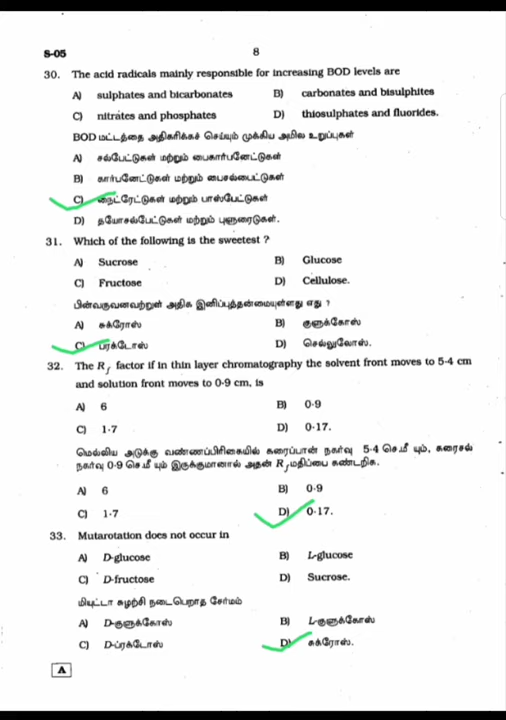 S-05
8
30. The acid radicals mainly responsible for increasing BOD levels are
A) sulphates and bicarbonates B) carbonates and bisulphites
C) nitrates and phosphates D) thiosulphates and fluorides.
BOD மட்டத்தை அதிகரிக்கச் செய்யும் முக்கிய அமில உறுப்புகள்
A) சல்பேட்டுகள் மற்றும் பைகார்பனேட்டுகள்
B) கார்பனேட்டுகள் மற்றும் பைசல்பைட்டுகள்
C) நைட்ரேட்டுகள் மற்றும் பாஸ்பேட்டுகள்
D) தயோசல்பேட்டுகள் மற்றும் புளூரைடுகள்.
31. Which of the following is the sweetest ?
A) Sucrose B) Glucose
C) Fructose D) Cellulose.
பின்வருவனவற்றுள் அதிக இனிப்புத்தன்மையுள்ளது எது ?
A) சுக்ரோஸ் B) குளுக்கோஸ்
C) பரக்டோஸ் D) செல்லுலோஸ்.
32. The Rf factor if in thin layer chromatography the solvent front moves to 5·4 cm
and solution front moves to 0·9 cm, is
A) 6 B) 0·9
C) 1·7 D) 0·17.
மெல்லிய அடுக்கு வண்ணப்பிரிகையில் கரைப்பான் நகர்வு 5·4 செ.மீ யும், கரைசல்
நகர்வு 0·9 செ.மீ யும் இருக்குமானால் அதன் Rf மதிப்பை கண்டறிக.
A) 6 B) 0·9
C) 1·7 D) 0·17.
33. Mutarotation does not occur in
A) D-glucose B) L-glucose
C) D-fructose D) Sucrose.
மியுட்டா சுழற்சி நடைபெறாத சேர்மம்
A) D-குளுக்கோஸ் B) L-குளுக்கோஸ்
C) D-ப்ரக்டோஸ் D) சுக்ரோஸ்.
A